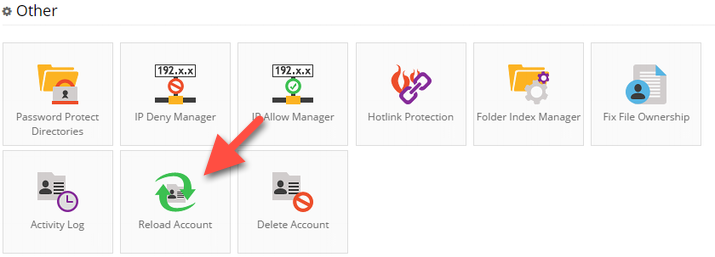 Other
192.x.x
192.x.x
Password Protect
Directories
IP Deny Manager
IP Allow Manager
Hotlink Protection
Folder Index Manager
Fix File Ownership
Activity Log
Reload Account
Delete Account